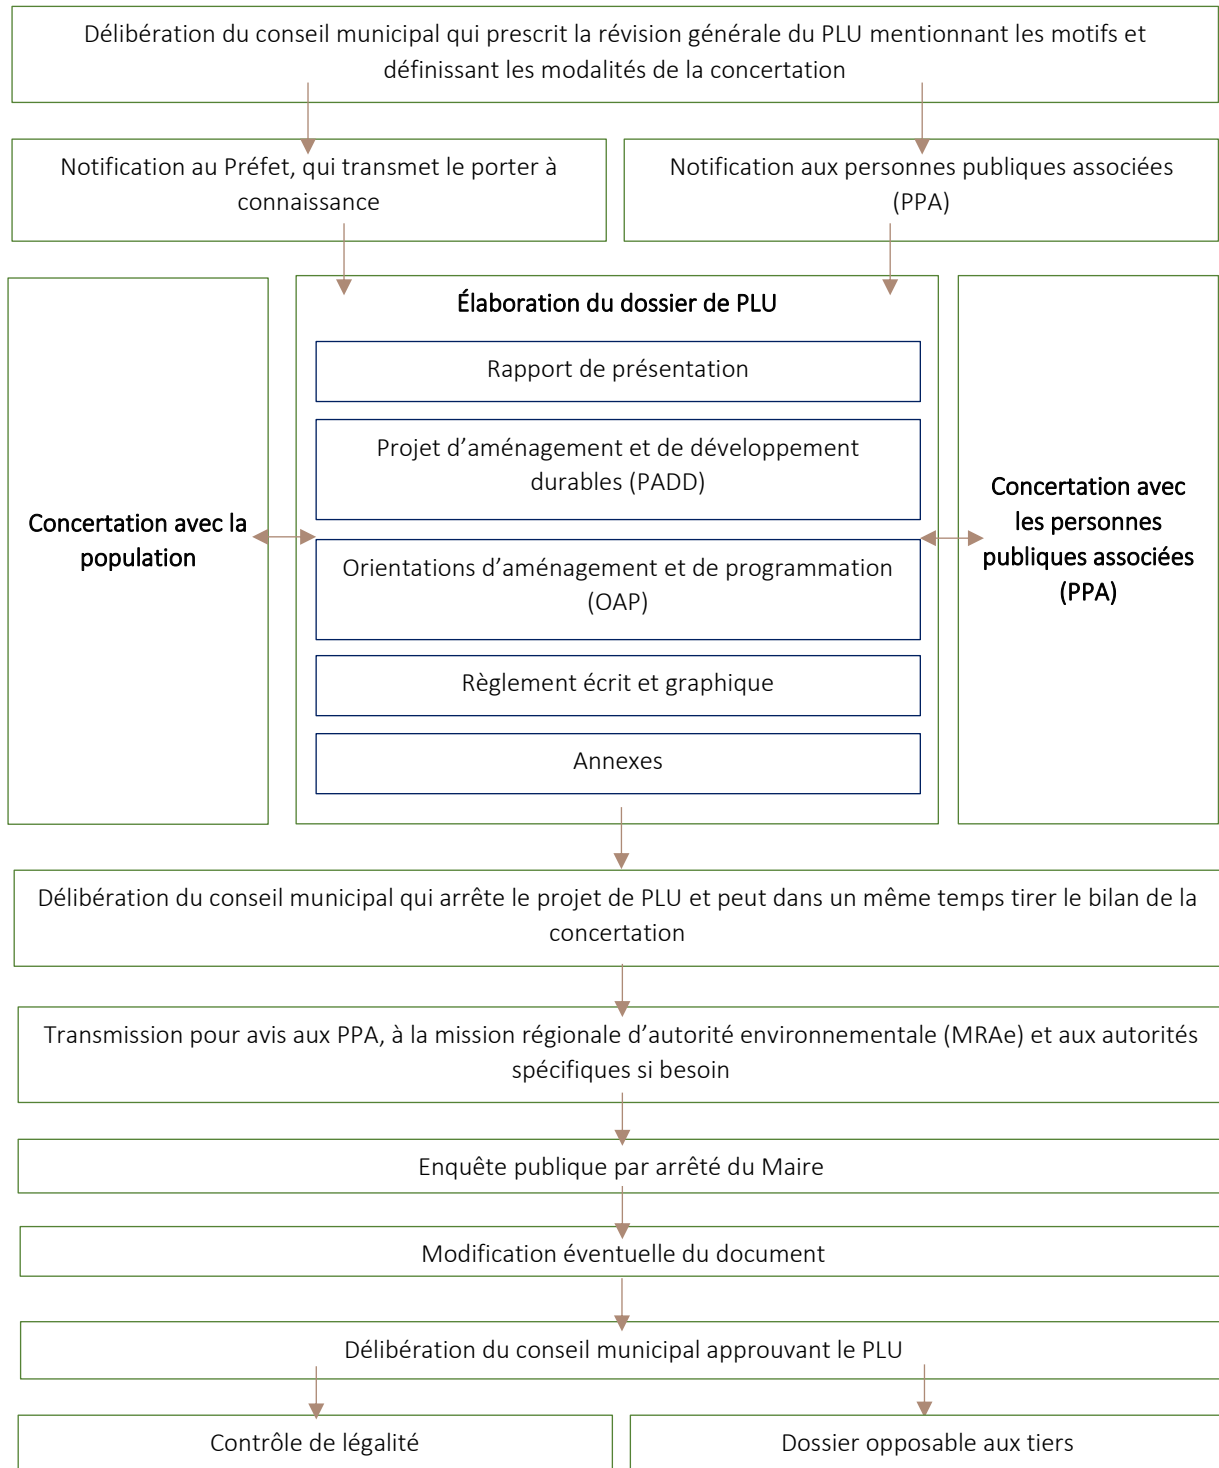 Délibération du conseil municipal qui prescrit la révision générale du PLU mentionnant les motifs et
définissant les modalités de la concertation
Notification au Préfet, qui transmet le porter à
connaissance
Notification aux personnes publiques associées
(PPA)
Concertation avec la
population
Élaboration du dossier de PLU
Rapport de présentation
Projet d’aménagement et de développement
durables (PADD)
Orientations d’aménagement et de programmation
(OAP)
Règlement écrit et graphique
Annexes
Concertation avec
les personnes
publiques associées
(PPA)
Délibération du conseil municipal qui arrête le projet de PLU et peut dans un même temps tirer le bilan de la
concertation
Transmission pour avis aux PPA, à la mission régionale d’autorité environnementale (MRAe) et aux autorités
spécifiques si besoin
Enquête publique par arrêté du Maire
Modification éventuelle du document
Délibération du conseil municipal approuvant le PLU
Contrôle de légalité
Dossier opposable aux tiers